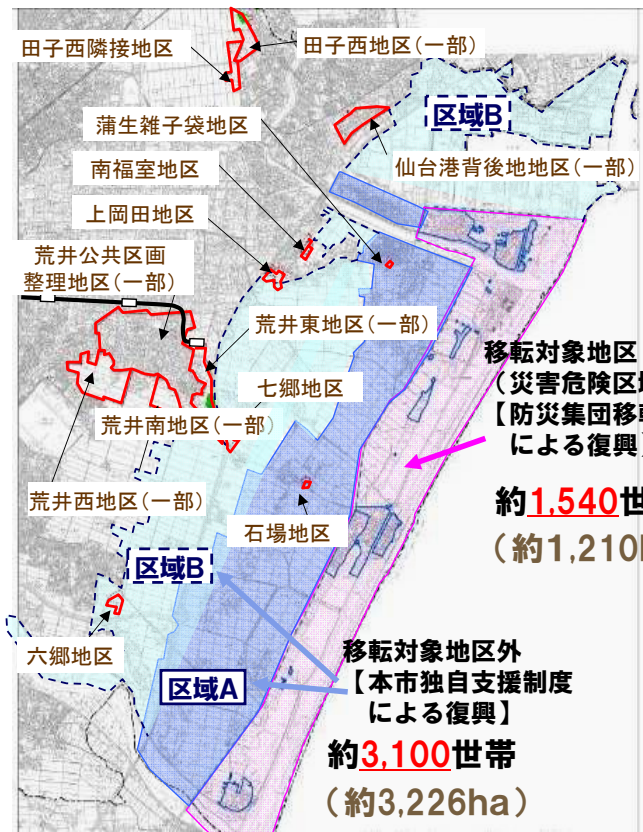 田子西隣接地区
田子西地区(一部)
蒲生雑子袋地区
区域B
仙台港背後地地区(一部)
南福室地区
上岡田地区
荒井公共区画
整理地区(一部)
荒井東地区(一部)
七郷地区
荒井南地区(一部)
荒井西地区(一部)
石場地区
移転対象地区
(災害危険区域
【防災集団移転
による復興】
約1,540世
(約1,210h
区域B
六郷地区
区域A
移転対象地区外
【本市独自支援制度
による復興】
約3,100世帯
(約3,226ha)